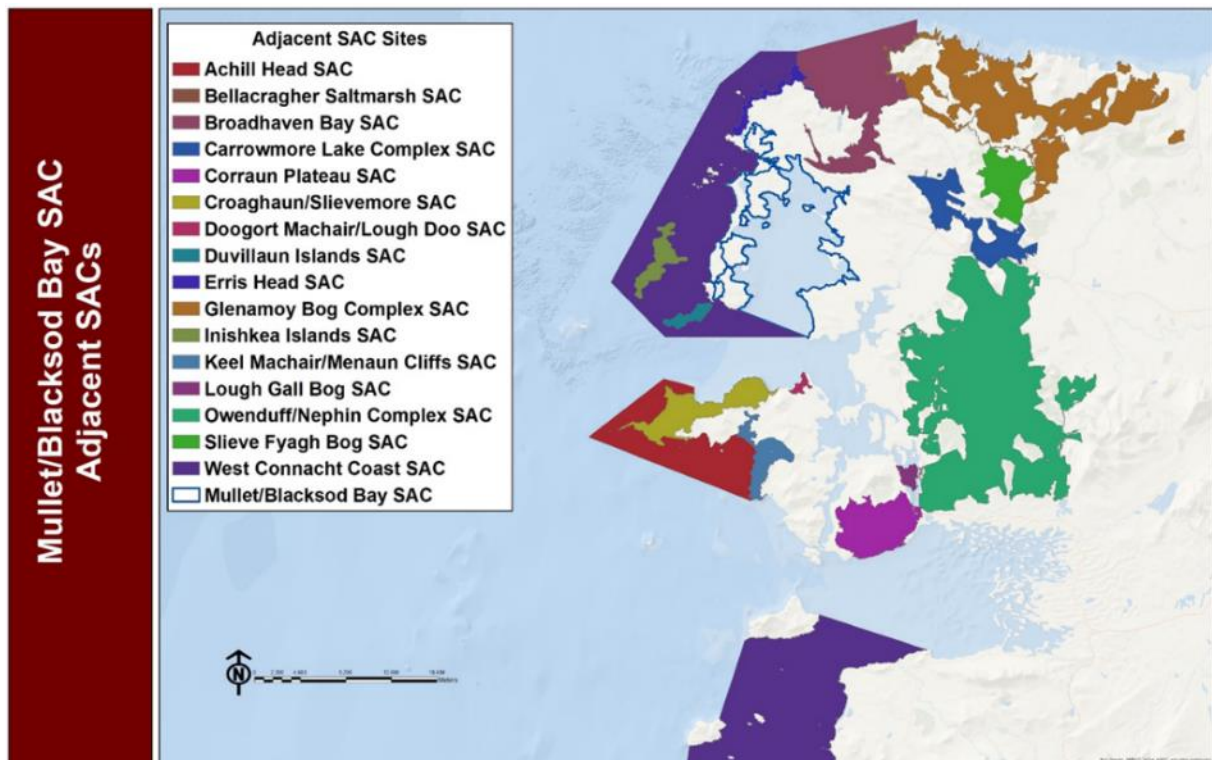 Mullet/Blacksod Bay SAC
Adjacent SACs
Adjacent SAC Sites
Achill Head SAC
Bellacragher Saltmarsh SAC
Broadhaven Bay SAC
Carrowmore Lake Complex SAC
Corraun Plateau SAC
Croaghaun/Slievemore SAC
Doogort Machair/Lough Doo SAC
Duvillaun Islands SAC
Erris Head SAC
Glenamoy Bog Complex SAC
Inishkea Islands SAC
Keel Machair/Menaun Cliffs SAC
Lough Gall Bog SAC
Owenduff/Nephin Complex SAC
Slieve Fyagh Bog SAC
West Connacht Coast SAC
Mullet/Blacksod Bay SAC
N
0
Meters